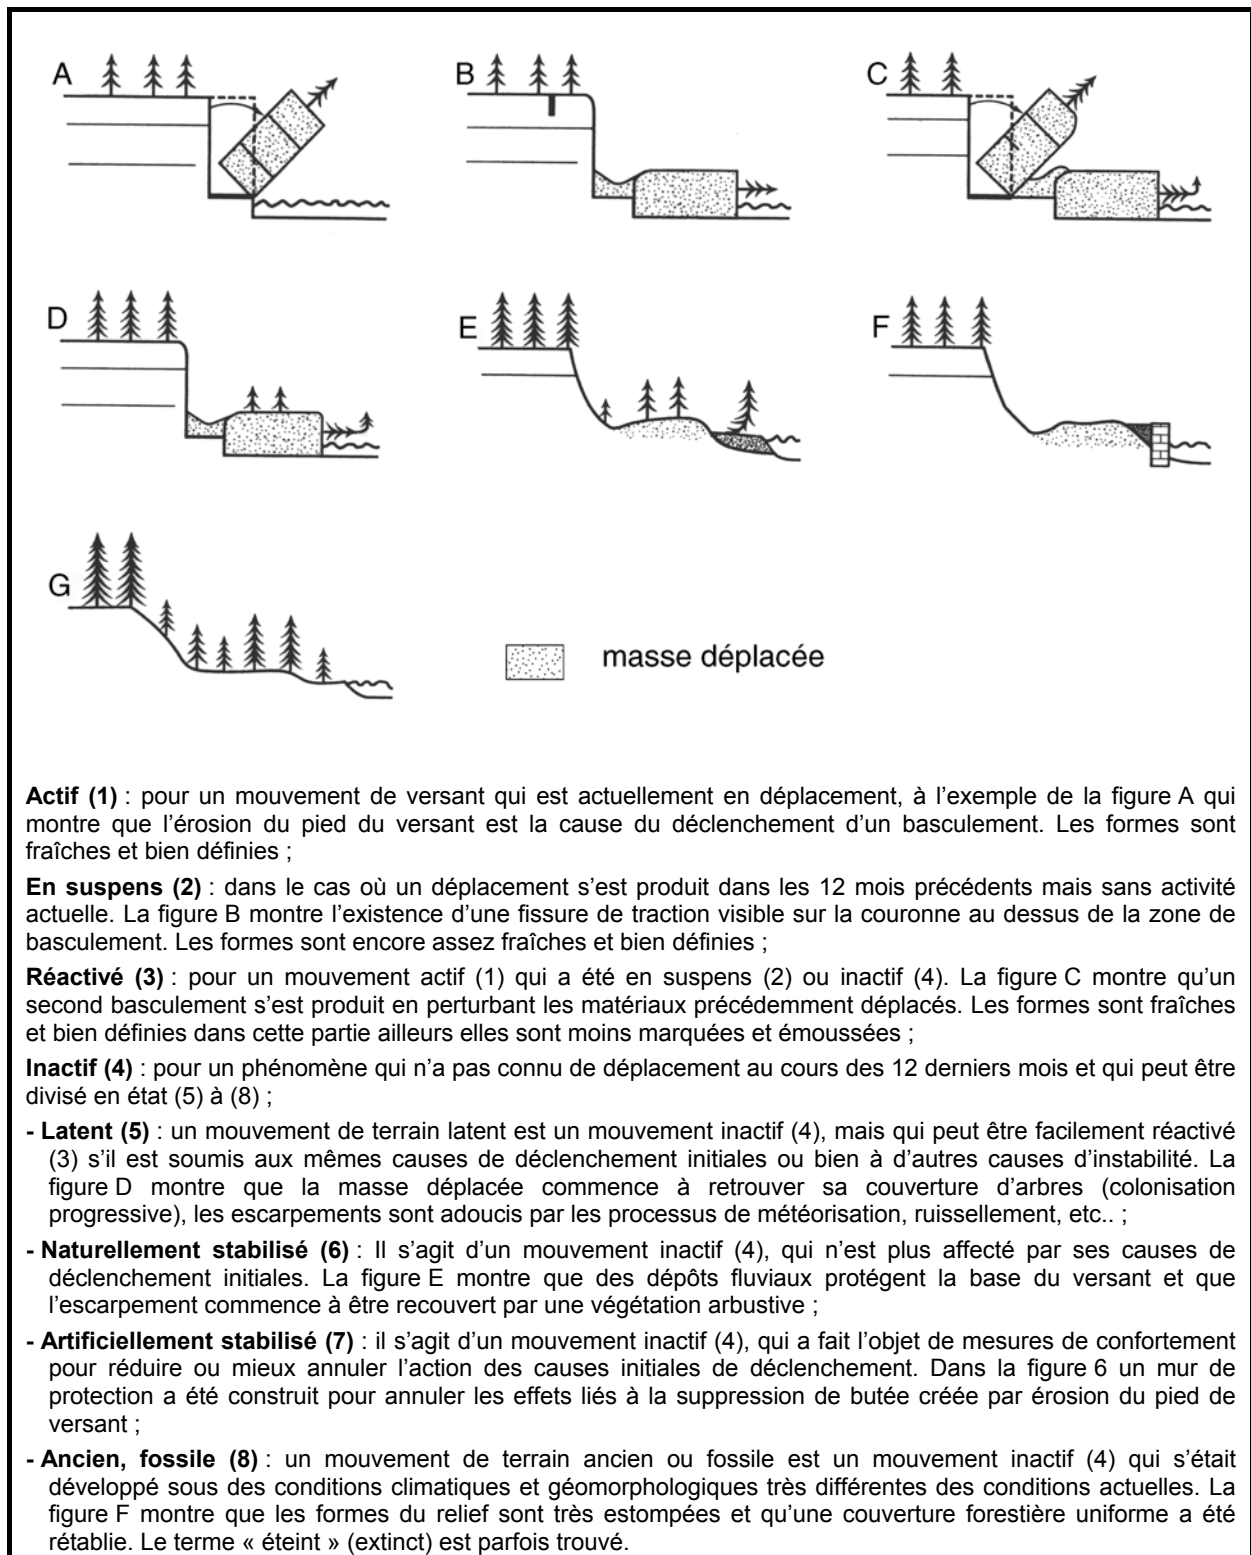 A
B
C
D
E
F
G
masse déplacée
Actif (1) : pour un mouvement de versant qui est actuellement en déplacement, à l'exemple de la figure A qui
montre que l'érosion du pied du versant est la cause du déclenchement d'un basculement. Les formes sont
fraîches et bien définies ;
En suspens (2) : dans le cas où un déplacement s'est produit dans les 12 mois précédents mais sans activité
actuelle. La figure B montre l'existence d'une fissure de traction visible sur la couronne au dessus de la zone de
basculement. Les formes sont encore assez fraîches et bien définies ;
Réactivé (3) : pour un mouvement actif (1) qui a été en suspens (2) ou inactif (4). La figure C montre qu'un
second basculement s'est produit en perturbant les matériaux précédemment déplacés. Les formes sont fraîches
et bien définies dans cette partie ailleurs elles sont moins marquées et émoussées ;
Inactif (4) : pour un phénomène qui n'a pas connu de déplacement au cours des 12 derniers mois et qui peut être
divisé en état (5) à (8) ;
- Latent (5) : un mouvement de terrain latent est un mouvement inactif (4), mais qui peut être facilement réactivé
(3) s'il est soumis aux mêmes causes de déclenchement initiales ou bien à d'autres causes d'instabilité. La
figure D montre que la masse déplacée commence à retrouver sa couverture d'arbres (colonisation
progressive), les escarpements sont adoucis par les processus de météorisation, ruissellement, etc.. ;
- Naturellement stabilisé (6) : Il s'agit d'un mouvement inactif (4), qui n'est plus affecté par ses causes de
déclenchement initiales. La figure E montre que des dépôts fluviaux protégent la base du versant et que
l'escarpement commence à être recouvert par une végétation arbustive ;
- Artificiellement stabilisé (7) : il s'agit d'un mouvement inactif (4), qui a fait l'objet de mesures de confortement
pour réduire ou mieux annuler l'action des causes initiales de déclenchement. Dans la figure 6 un mur de
protection a été construit pour annuler les effets liés à la suppression de butée créée par érosion du pied de
versant ;
- Ancien, fossile (8) : un mouvement de terrain ancien ou fossile est un mouvement inactif (4) qui s'était
développé sous des conditions climatiques et géomorphologiques très différentes des conditions actuelles. La
figure F montre que les formes du relief sont très estompées et qu'une couverture forestière uniforme a été
rétablie. Le terme « éteint » (extinct) est parfois trouvé.